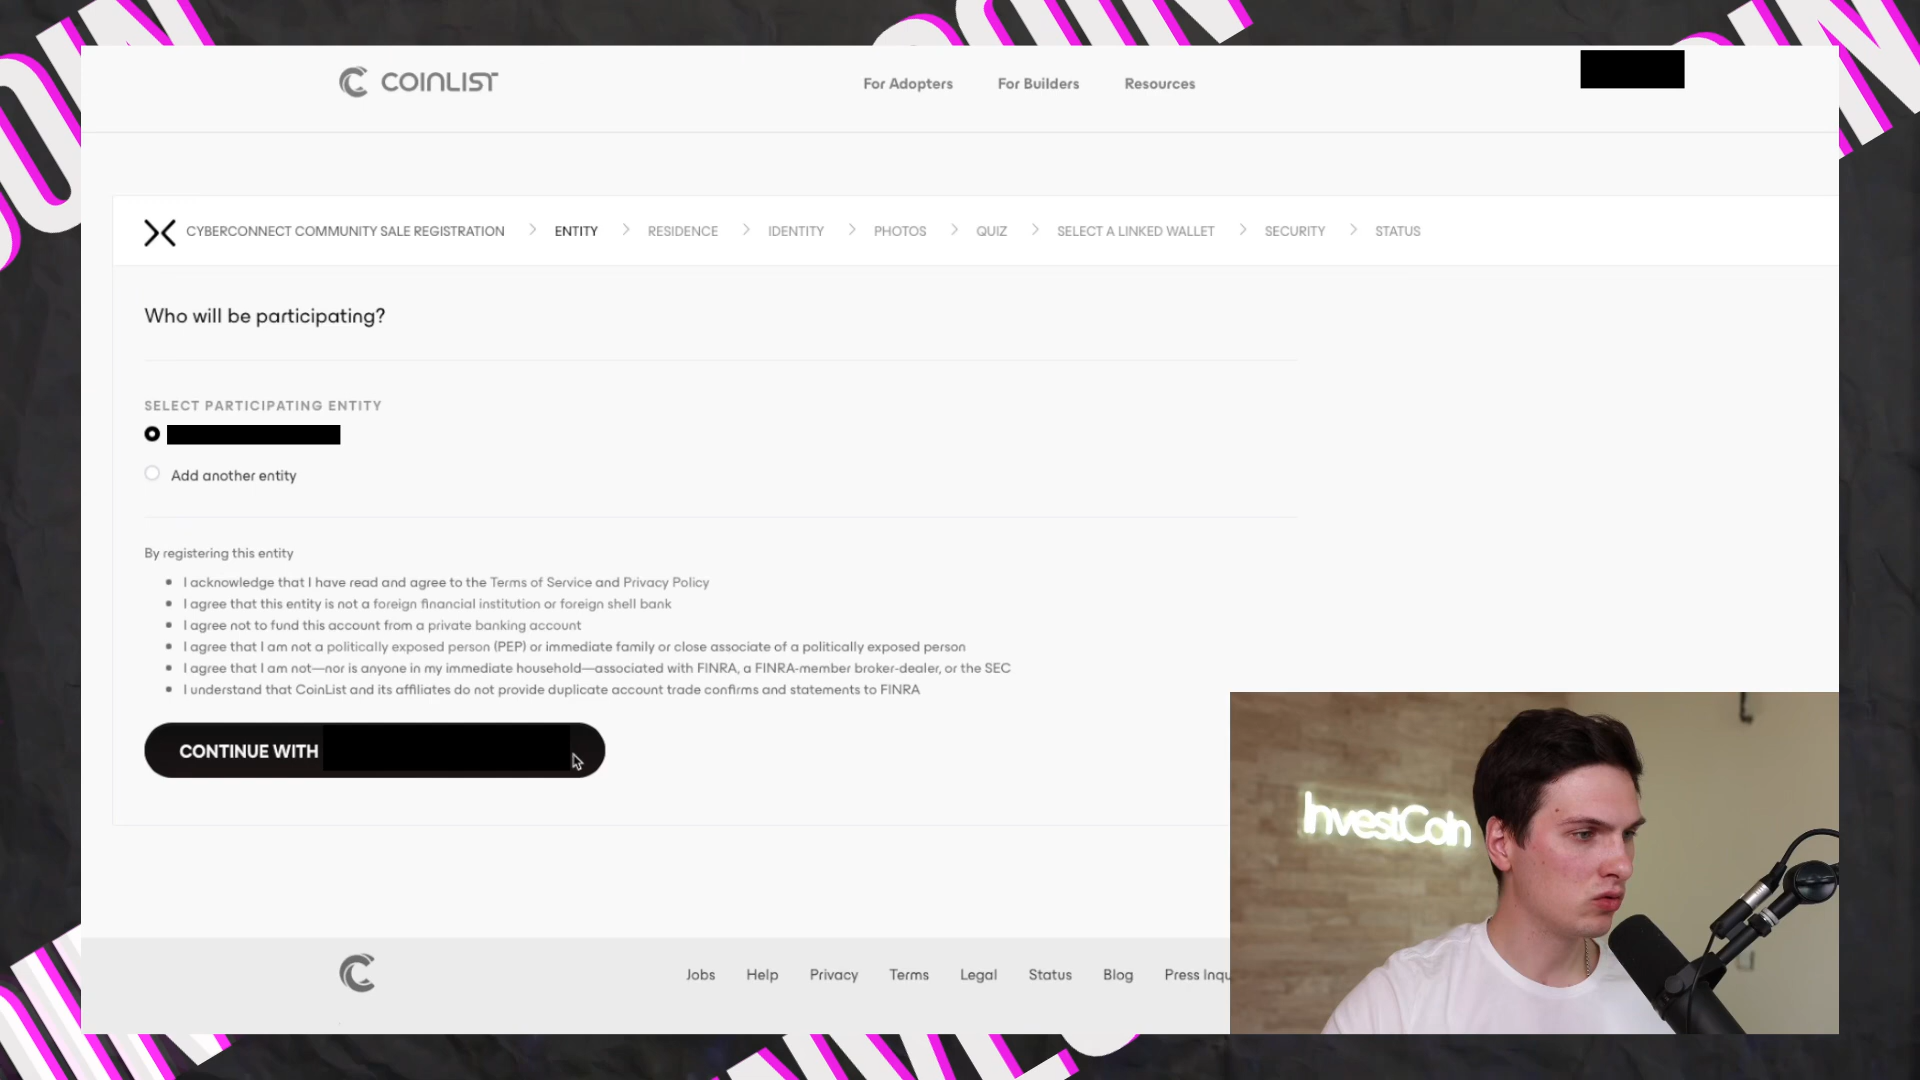 COINLIST
For Adopters For Builders Resources
CYBERCONNECT COMMUNITY SALE REGISTRATION > ENTITY > RESIDENCE > IDENTITY > PHOTOS > QUIZ > SELECT A LINKED WALLET > SECURITY > STATUS
Who will be participating?
SELECT PARTICIPATING ENTITY
Add another entity
By registering this entity
• I acknowledge that I have read and agree to the Terms of Service and Privacy Policy
• I agree that this entity is not a foreign financial institution or foreign shell bank
• I agree not to fund this account from a private banking account
• I agree that I am not a politically exposed person (PEP) or immediate family or close associate of a politically exposed person
• I agree that I am not—nor is anyone in my immediate household—associated with FINRA, a FINRA-member broker-dealer, or the SEC
• I understand that CoinList and its affiliates do not provide duplicate account trade confirms and statements to FINRA
CONTINUE WITH
InvestCoin
Jobs Help Privacy Terms Legal Status Blog Press Inqu